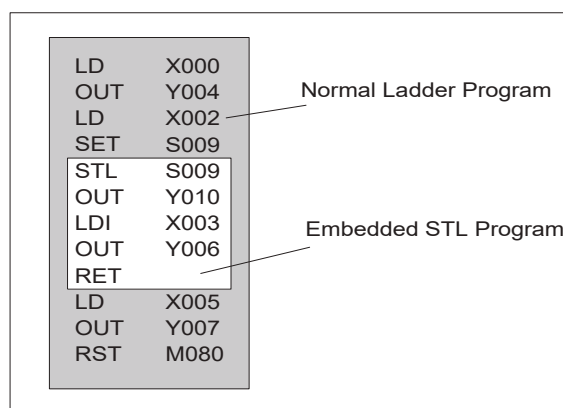 LD X000
OUT Y004
LD X002
SET S009
STL S009
OUT Y010
LDI X003
OUT Y006
RET
LD X005
OUT Y007
RST M080
Normal Ladder Program
Embedded STL Program